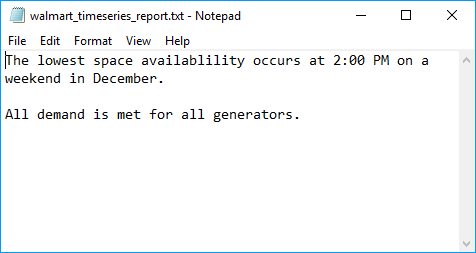 walmart_timeseries_report.txt - Notepad
File Edit Format View Help
The lowest space availablility occurs at 2:00 PM on a
weekend in December.
All demand is met for all generators.